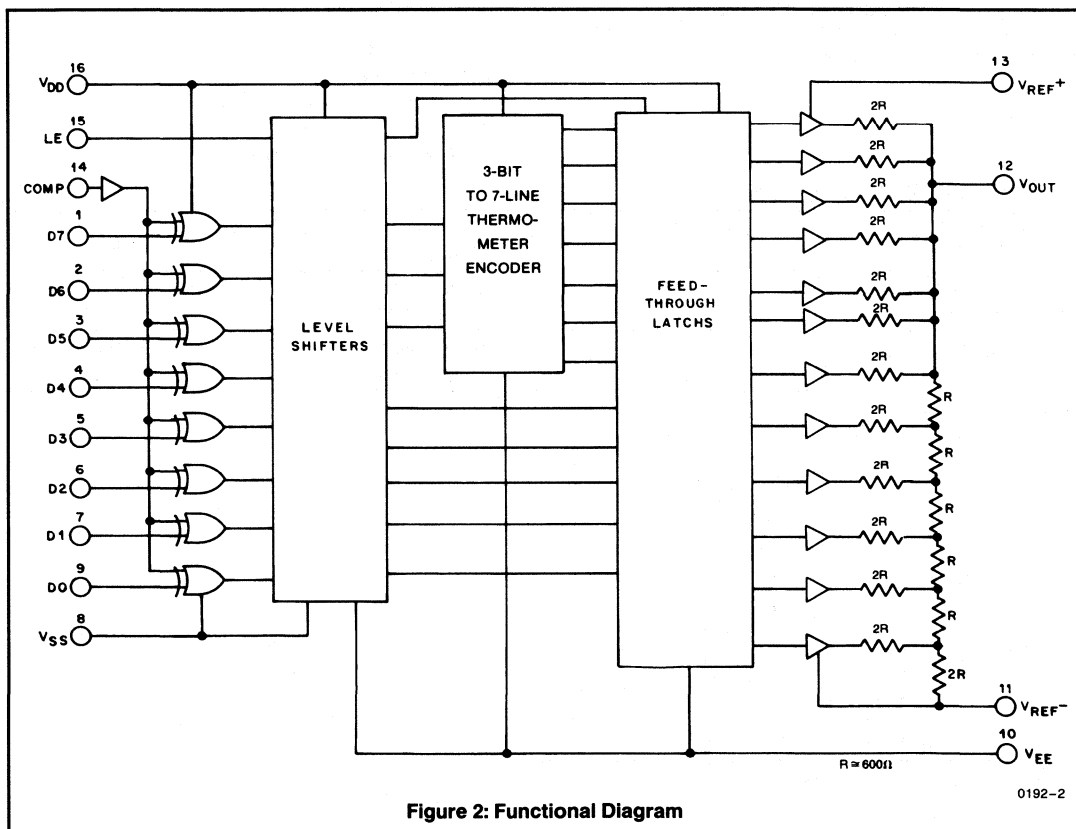 16
VDD
15
LE
14
COMP
1
D7
2
D6
3
D5
4
D4
5
D3
6
D2
7
D1
9
D0
8
VSS
LEVEL
SHIFTERS
3-BIT
TO 7-LINE
THERMO-
METER
ENCODER
FEED-
THROUGH
LATCHS
2R
2R
2R
2R
2R
2R
2R
2R
2R
2R
2R
2R
R
R
R
R
R
2R
13
VREF+
12
VOUT
11
VREF-
10
VEE
R≅600Ω
0192-2
Figure 2: Functional Diagram